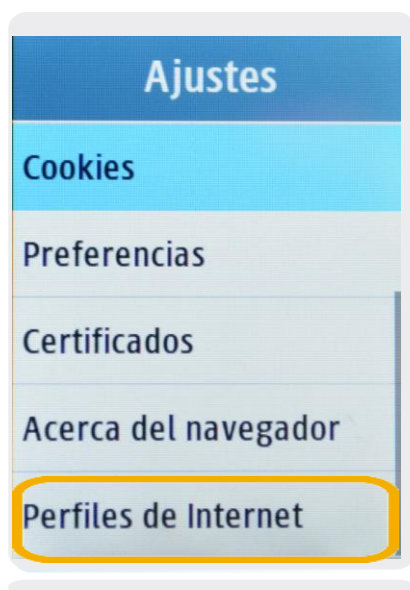 Ajustes
Cookies
Preferencias
Certificados
Acerca del navegador
Perfiles de Internet